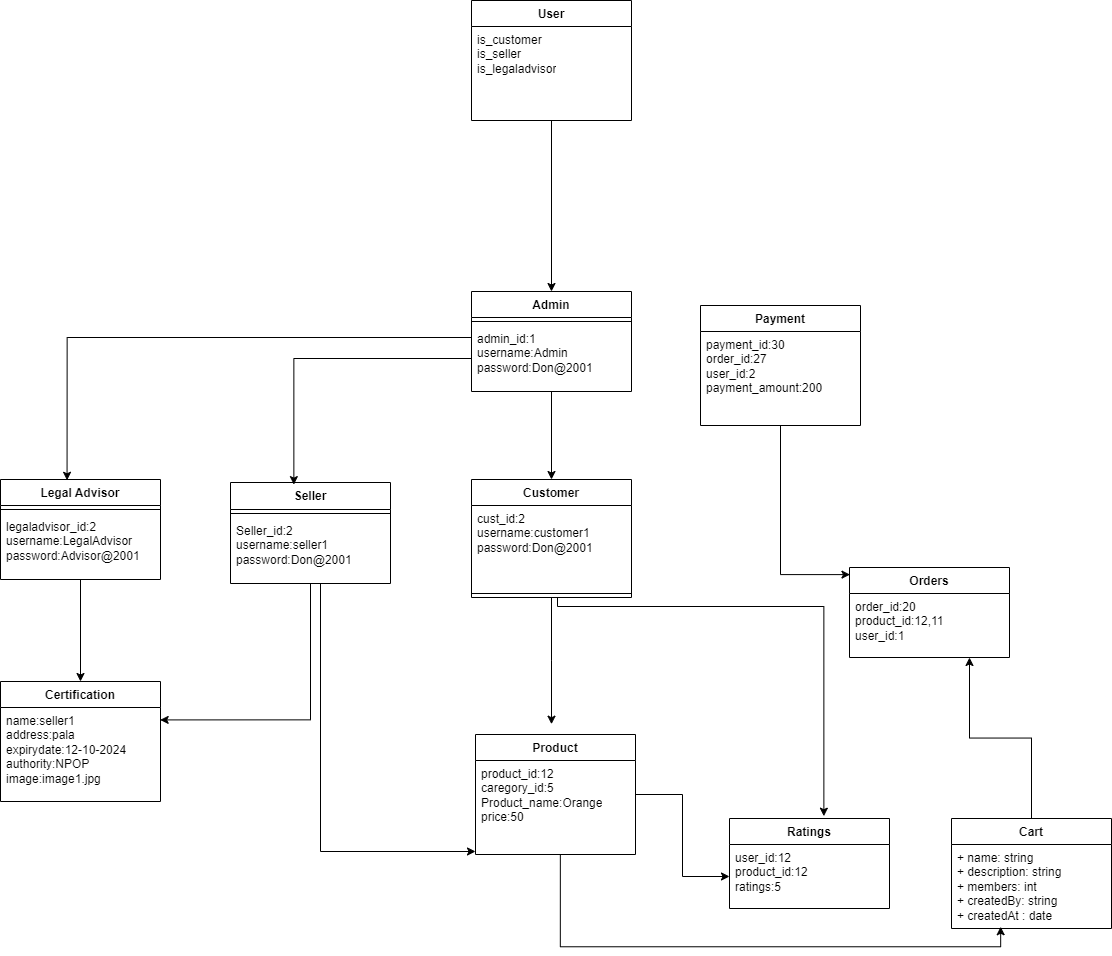 User
is_customer
is_seller
is_legaladvisor
Admin
admin_id:1
username:Admin
password:Don@2001
Payment
payment_id:30
order_id:27
user_id:2
payment_amount:200
Legal Advisor
legaladvisor_id:2
username:LegalAdvisor
password:Advisor@2001
Seller
Seller_id:2
username:seller1
password:Don@2001
Customer
cust_id:2
username:customer1
password:Don@2001
Orders
order_id:20
product_id:12,11
user_id:1
Certification
name:seller1
address:pala
expirydate:12-10-2024
authority:NPOP
image:image1.jpg
Product
product_id:12
caregory_id:5
Product_name:Orange
price:50
Ratings
user_id:12
product_id:12
ratings:5
Cart
+ name: string
+ description: string
+ members: int
+ createdBy: string
+ createdAt : date